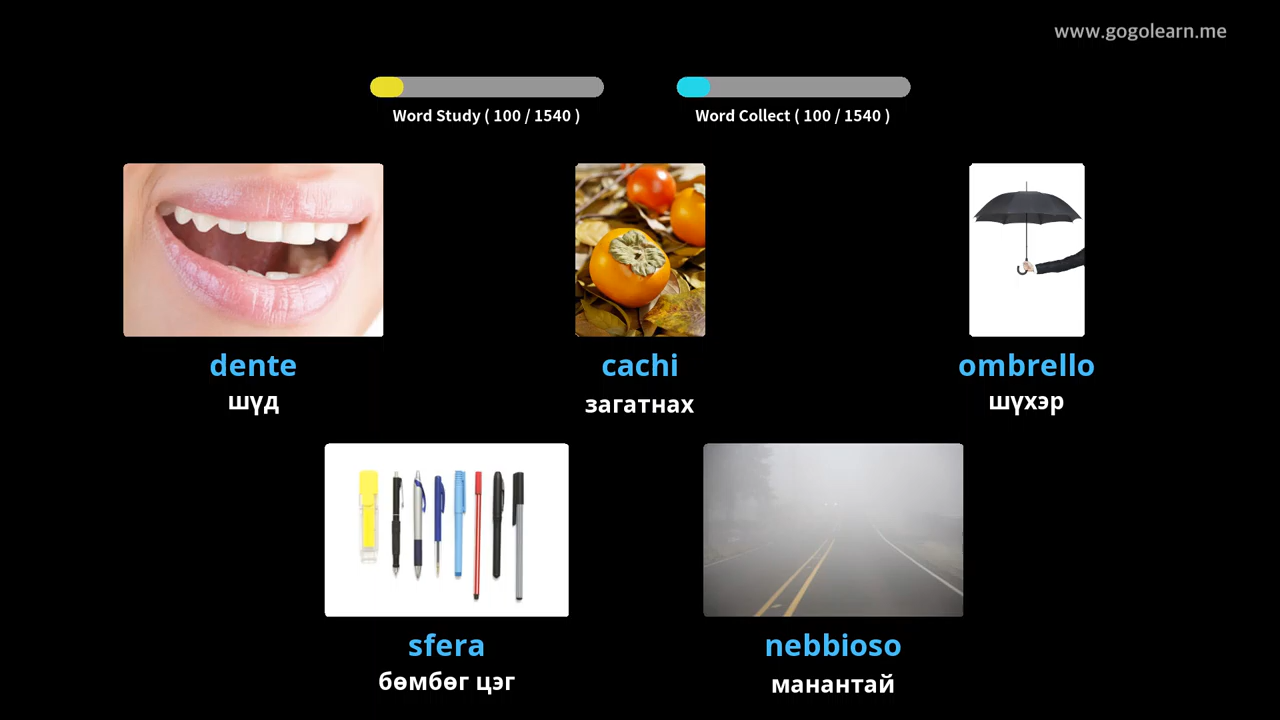 www.gogolearn.me
Word Study ( 100 / 1540 )
Word Collect ( 100 / 1540 )
dente
шүд
cachi
загатнах
ombrello
шүхэр
sfera
бөмбөг цэг
nebbioso
манантай